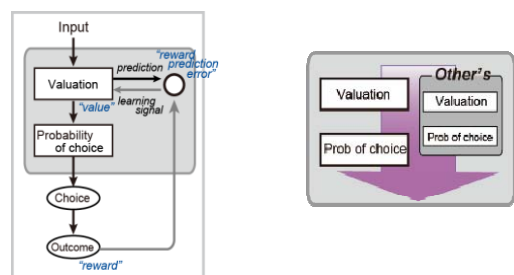 Input
"reward
prediction
error"
prediction
Valuation
"value"
learning
signal
Probability
of choice
Choice
Outcome
"reward"
Other's
Valuation
Valuation
Prob of choice
Prob of choice